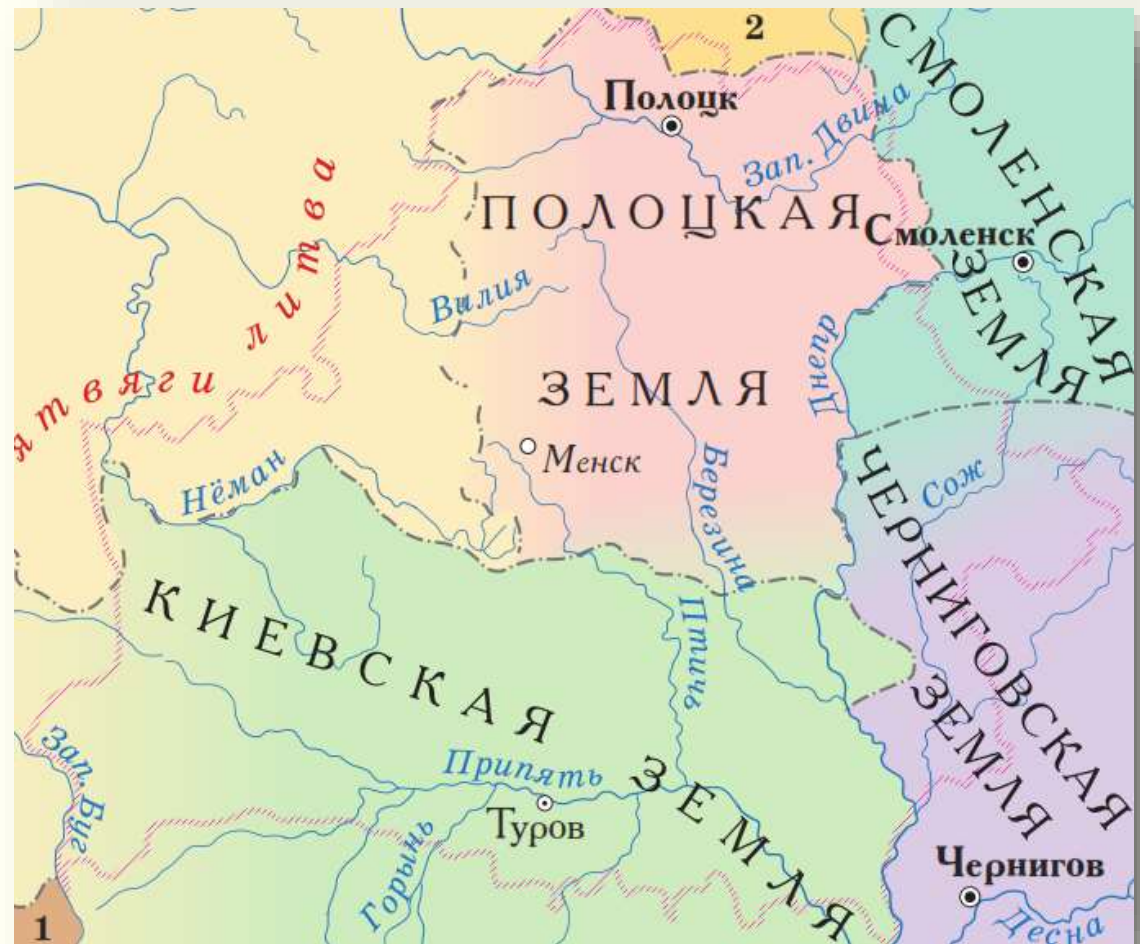 2
СМОЛЕНСКАЯ
ЗЕМЛЯ
Полоцк
Зап. Двина
ПОЛОЦКАЯ
ЗЕМЛЯ
Смоленск
литва
Вилия
Днепр
ятвяги
Менск
Березина
Нёман
Сож
ЧЕРНИГОВСКАЯ
ЗЕМЛЯ
КИЕВСКАЯ
ЗЕМЛЯ
Птичь
Припять
Туров
Зап. Буг
Горынь
Чернигов
Десна
1